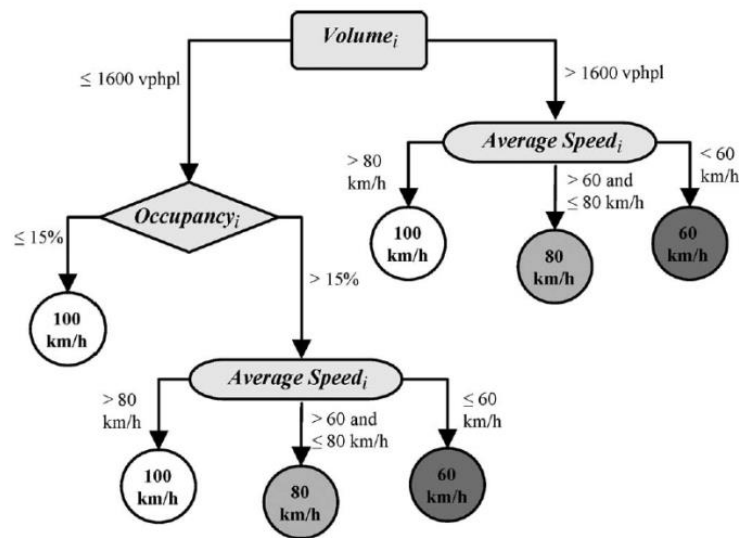 Volume_i
≤ 1600 vphpl
> 1600 vphpl
Average Speed_i
> 80
km/h
> 60 and
≤ 80 km/h
< 60
km/h
100
km/h
80
km/h
60
km/h
Occupancy_i
≤ 15%
> 15%
100
km/h
Average Speed_i
> 80
km/h
> 60 and
≤ 80 km/h
≤ 60
km/h
100
km/h
80
km/h
60
km/h